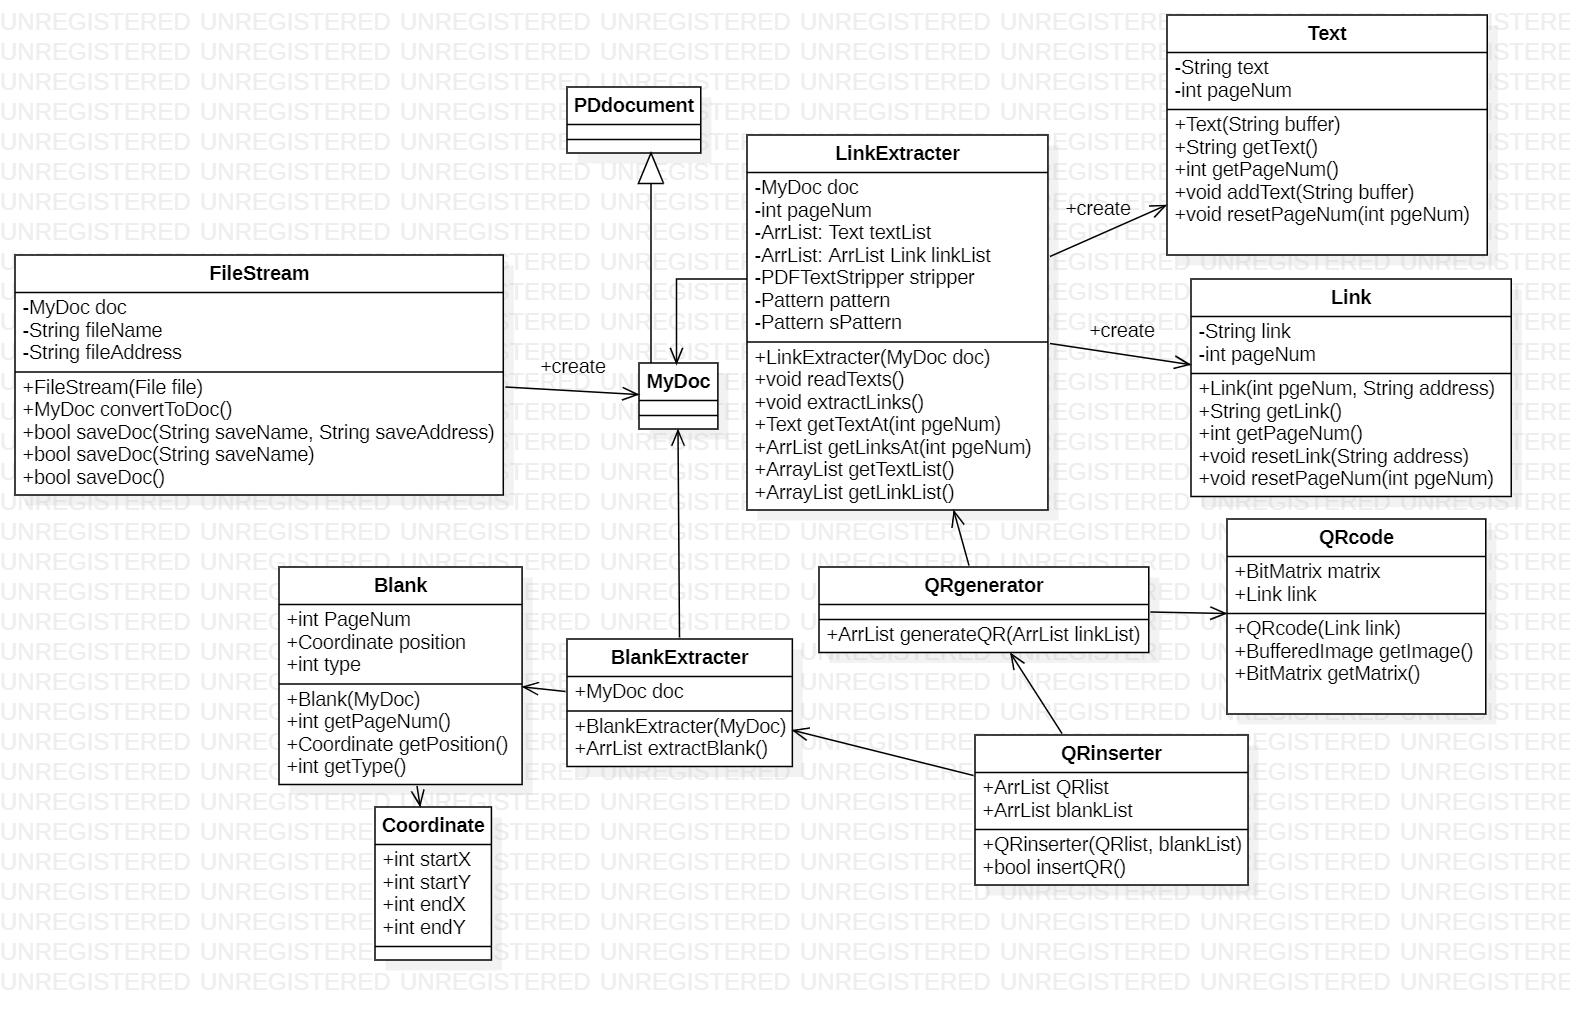 Text
-String text
-int pageNum
+Text(String buffer)
+String getText()
+int getPageNum()
+void addText(String buffer)
+void resetPageNum(int pgeNum)
PDdocument
LinkExtracter
-MyDoc doc
-int pageNum
-ArrList: Text textList
-ArrList: ArrList Link linkList
-PDFTextStripper stripper
-Pattern pattern
-Pattern sPattern
+LinkExtracter(MyDoc doc)
+void readTexts()
+void extractLinks()
+Text getTextAt(int pgeNum)
+ArrList getLinksAt(int pgeNum)
+ArrayList getTextList()
+ArrayList getLinkList()
+create
+create
FileStream
-MyDoc doc
-String fileName
-String fileAddress
+FileStream(File file)
+MyDoc convertToDoc()
+bool saveDoc(String saveName, String saveAddress)
+bool saveDoc(String saveName)
+bool saveDoc()
+create
MyDoc
Link
-String link
-int pageNum
+Link(int pgeNum, String address)
+String getLink()
+int getPageNum()
+void resetLink(String address)
+void resetPageNum(int pgeNum)
QRcode
+BitMatrix matrix
+Link link
+QRcode(Link link)
+BufferedImage getImage()
+BitMatrix getMatrix()
Blank
+int PageNum
+Coordinate position
+int type
+Blank(MyDoc)
+int getPageNum()
+Coordinate getPosition()
+int getType()
QRgenerator
+ArrList generateQR(ArrList linkList)
BlankExtracter
+MyDoc doc
+BlankExtracter(MyDoc)
+ArrList extractBlank()
QRinserter
+ArrList QRlist
+ArrList blankList
+QRinserter(QRlist, blankList)
+bool insertQR()
Coordinate
+int startX
+int startY
+int endX
+int endY
UNREGISTERED